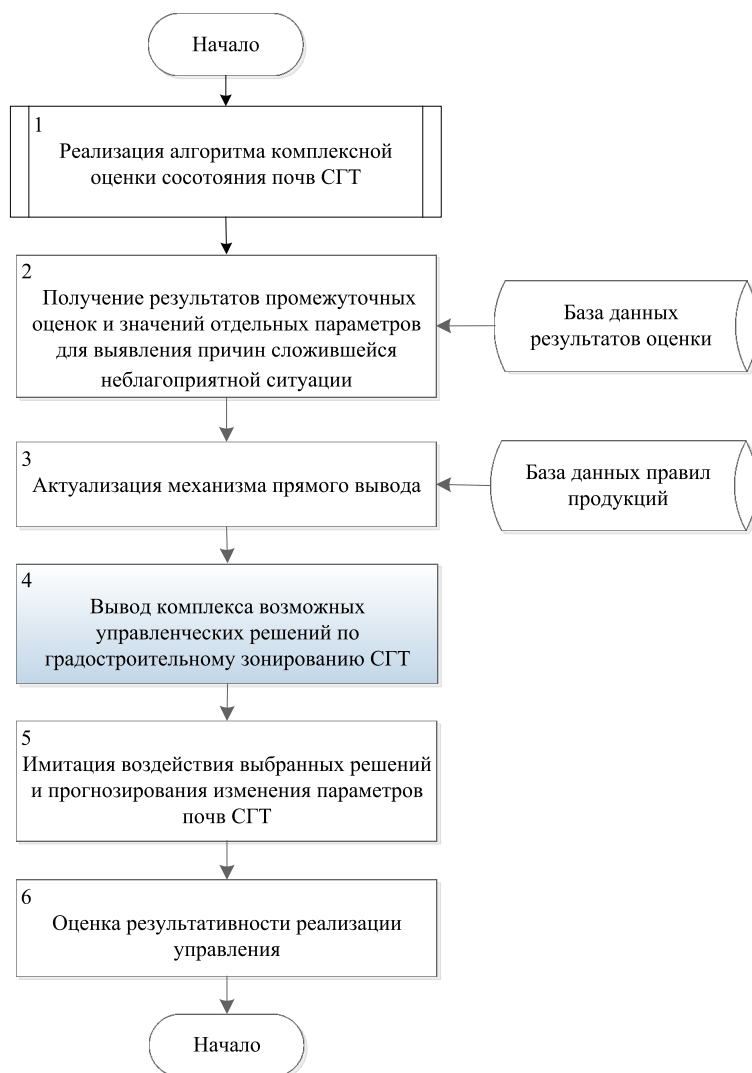 Начало
1
Реализация алгоритма комплексной
оценки сосотояния почв СГТ
2
Получение результатов промежуточных
оценок и значений отдельных параметров
для выявления причин сложившейся
неблагоприятной ситуации
База данных
результатов оценки
3
Актуализация механизма прямого вывода
База данных правил
продукций
4
Вывод комплекса возможных
управленческих решений по
градостроительному зонированию СГТ
5
Имитация воздействия выбранных решений
и прогнозирования изменения параметров
почв СГТ
6
Оценка результативности реализации
управления
Начало